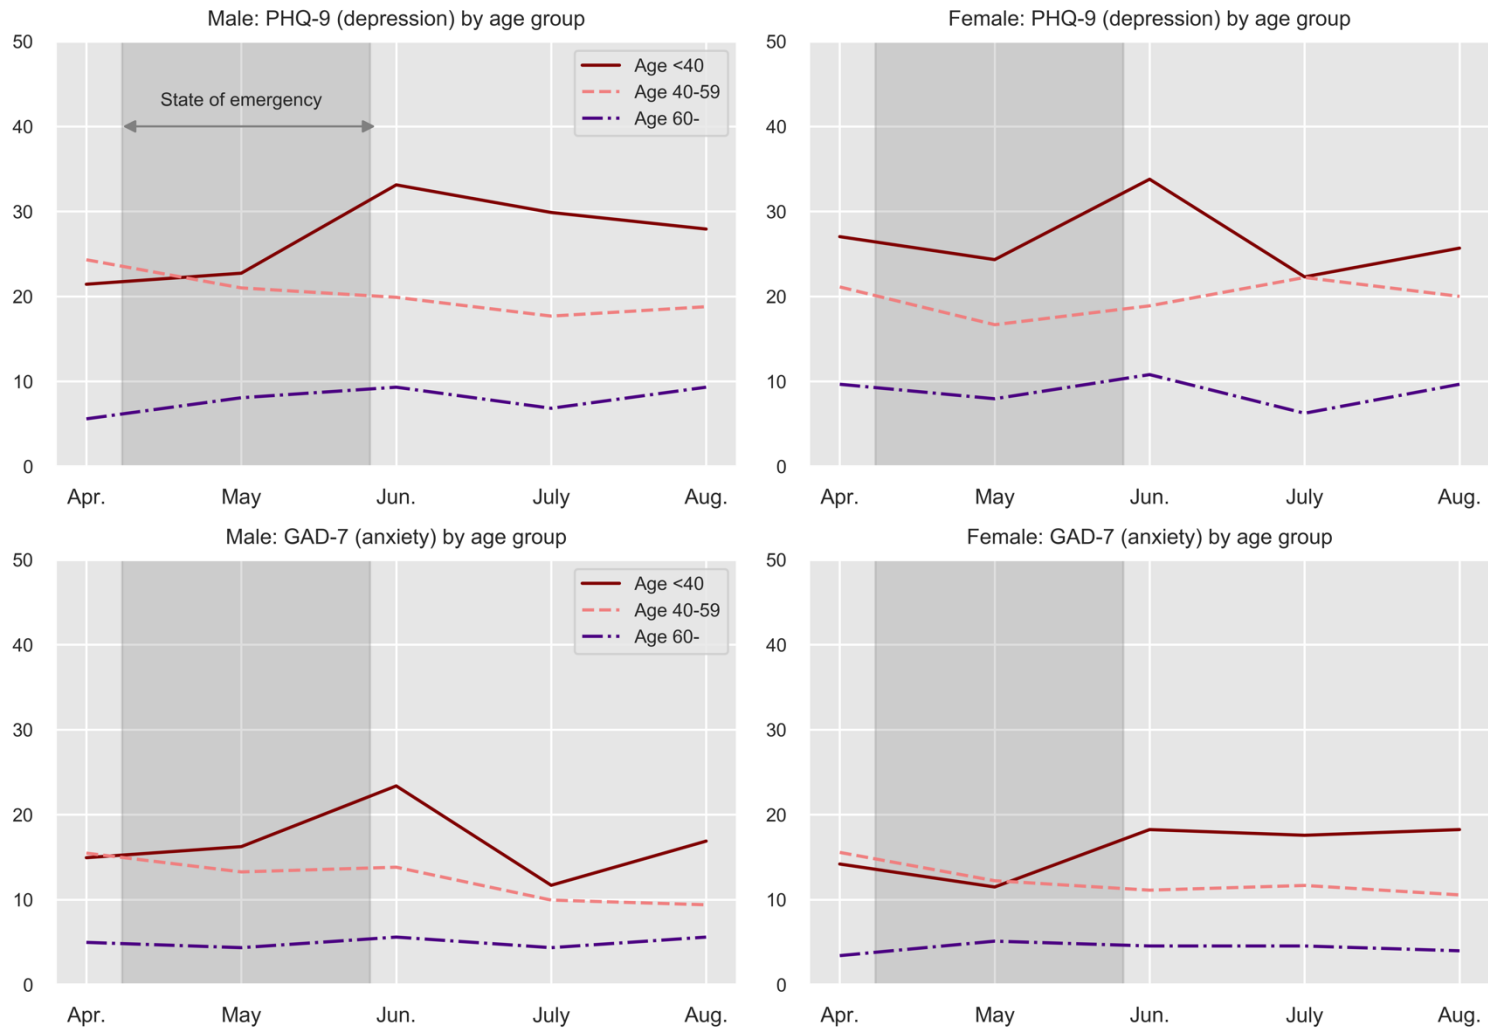 Male: PHQ-9 (depression) by age group
50
40
30
20
10
0
State of emergency
Age <40
Age 40-59
Age 60-
Apr.
May
Jun.
July
Aug.
Female: PHQ-9 (depression) by age group
50
40
30
20
10
0
Apr.
May
Jun.
July
Aug.
Male: GAD-7 (anxiety) by age group
50
40
30
20
10
0
Age <40
Age 40-59
Age 60-
Apr.
May
Jun.
July
Aug.
Female: GAD-7 (anxiety) by age group
50
40
30
20
10
0
Apr.
May
Jun.
July
Aug.